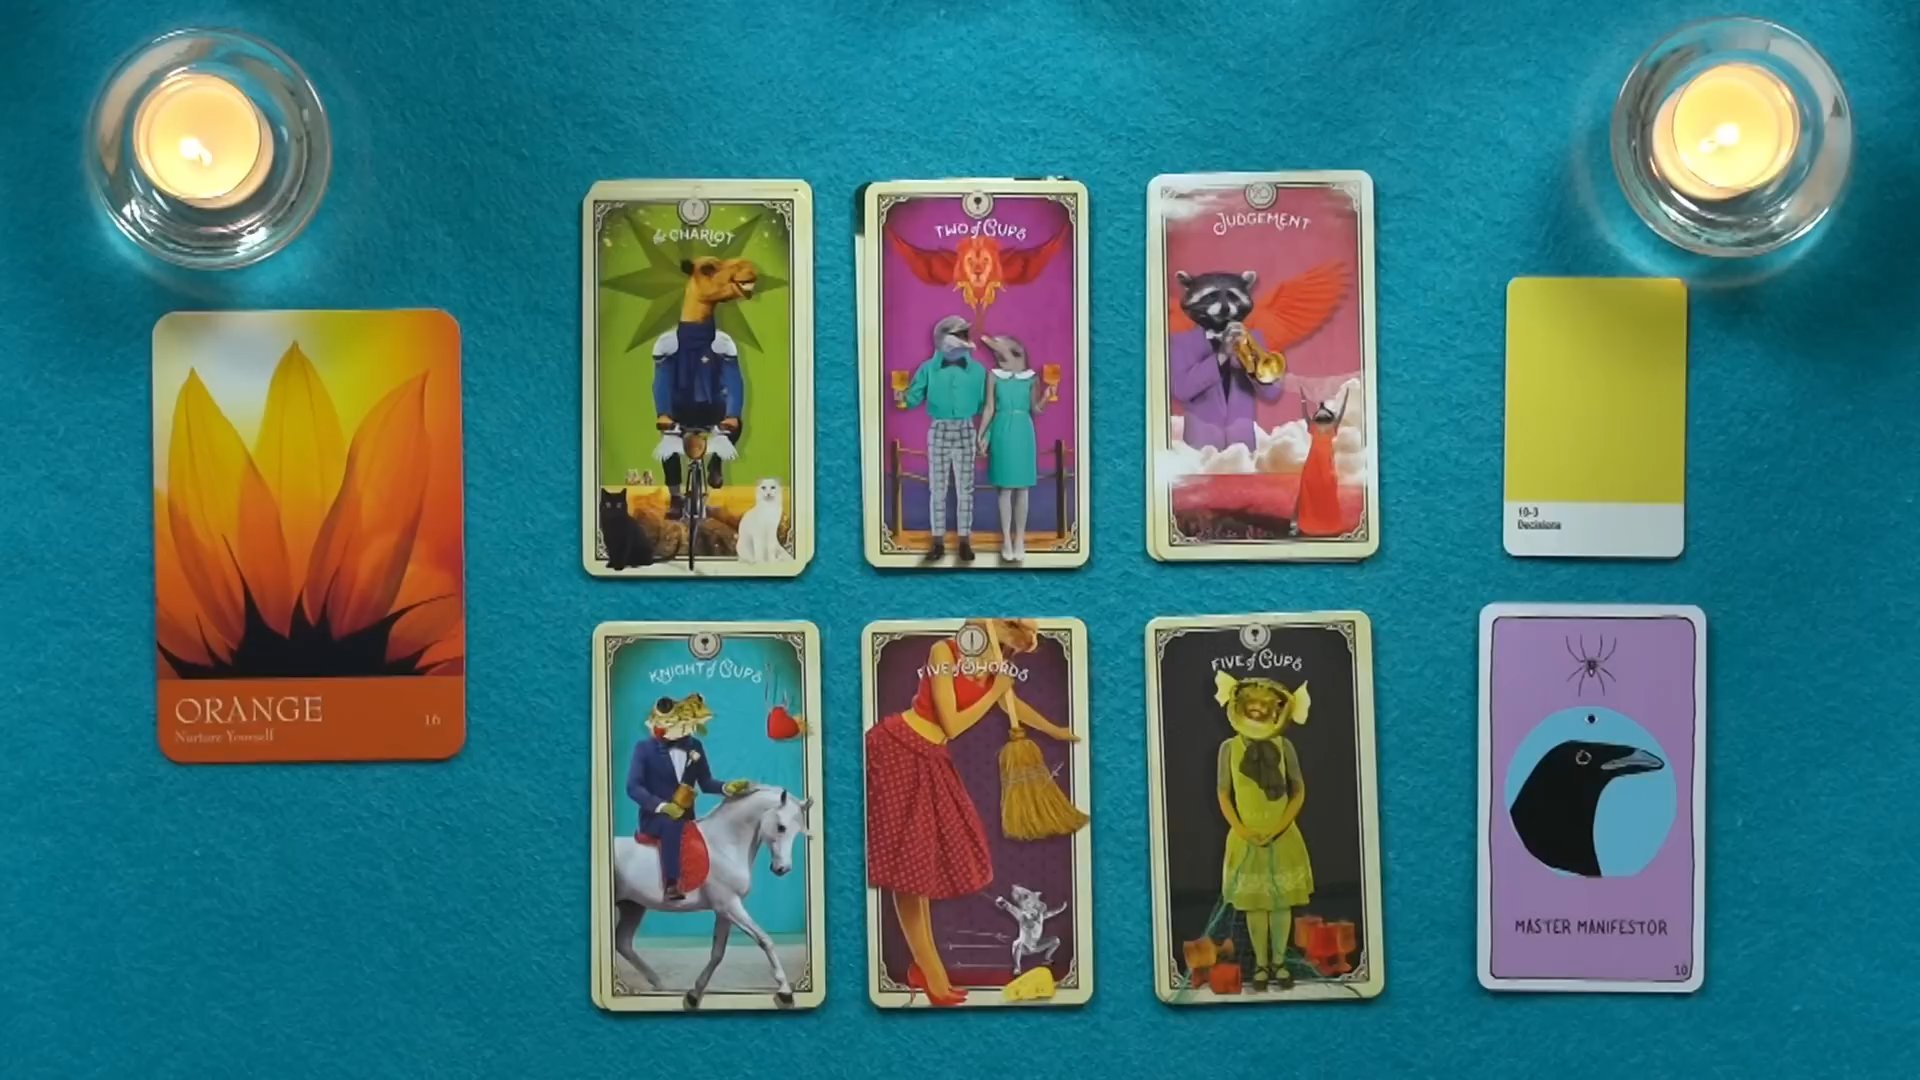 the CHARIOT
TWO of CUPS
JUDGEMENT
10-3
Decisions
ORANGE
16
Nurture Yourself
KNIGHT of CUPS
FIVE of SWORDS
FIVE of CUPS
MASTER MANIFESTOR
10